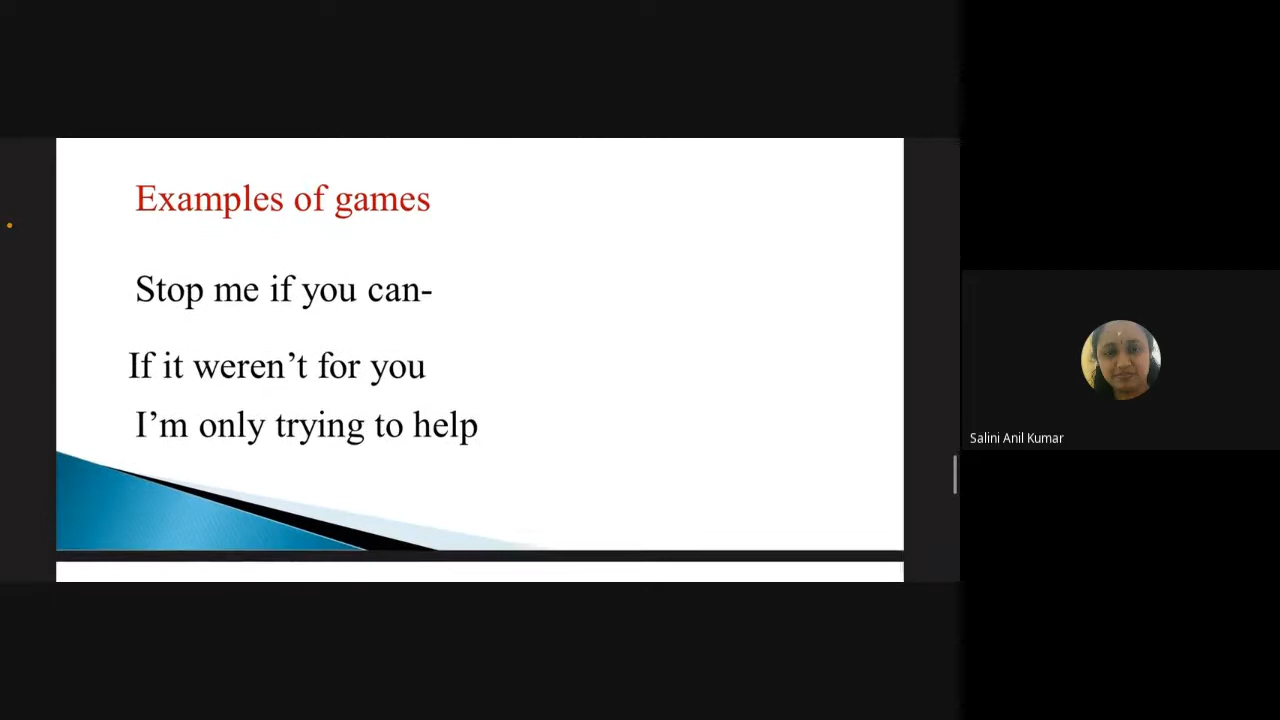 Examples of games
Stop me if you can-
If it weren’t for you
I’m only trying to help
Salini Anil Kumar